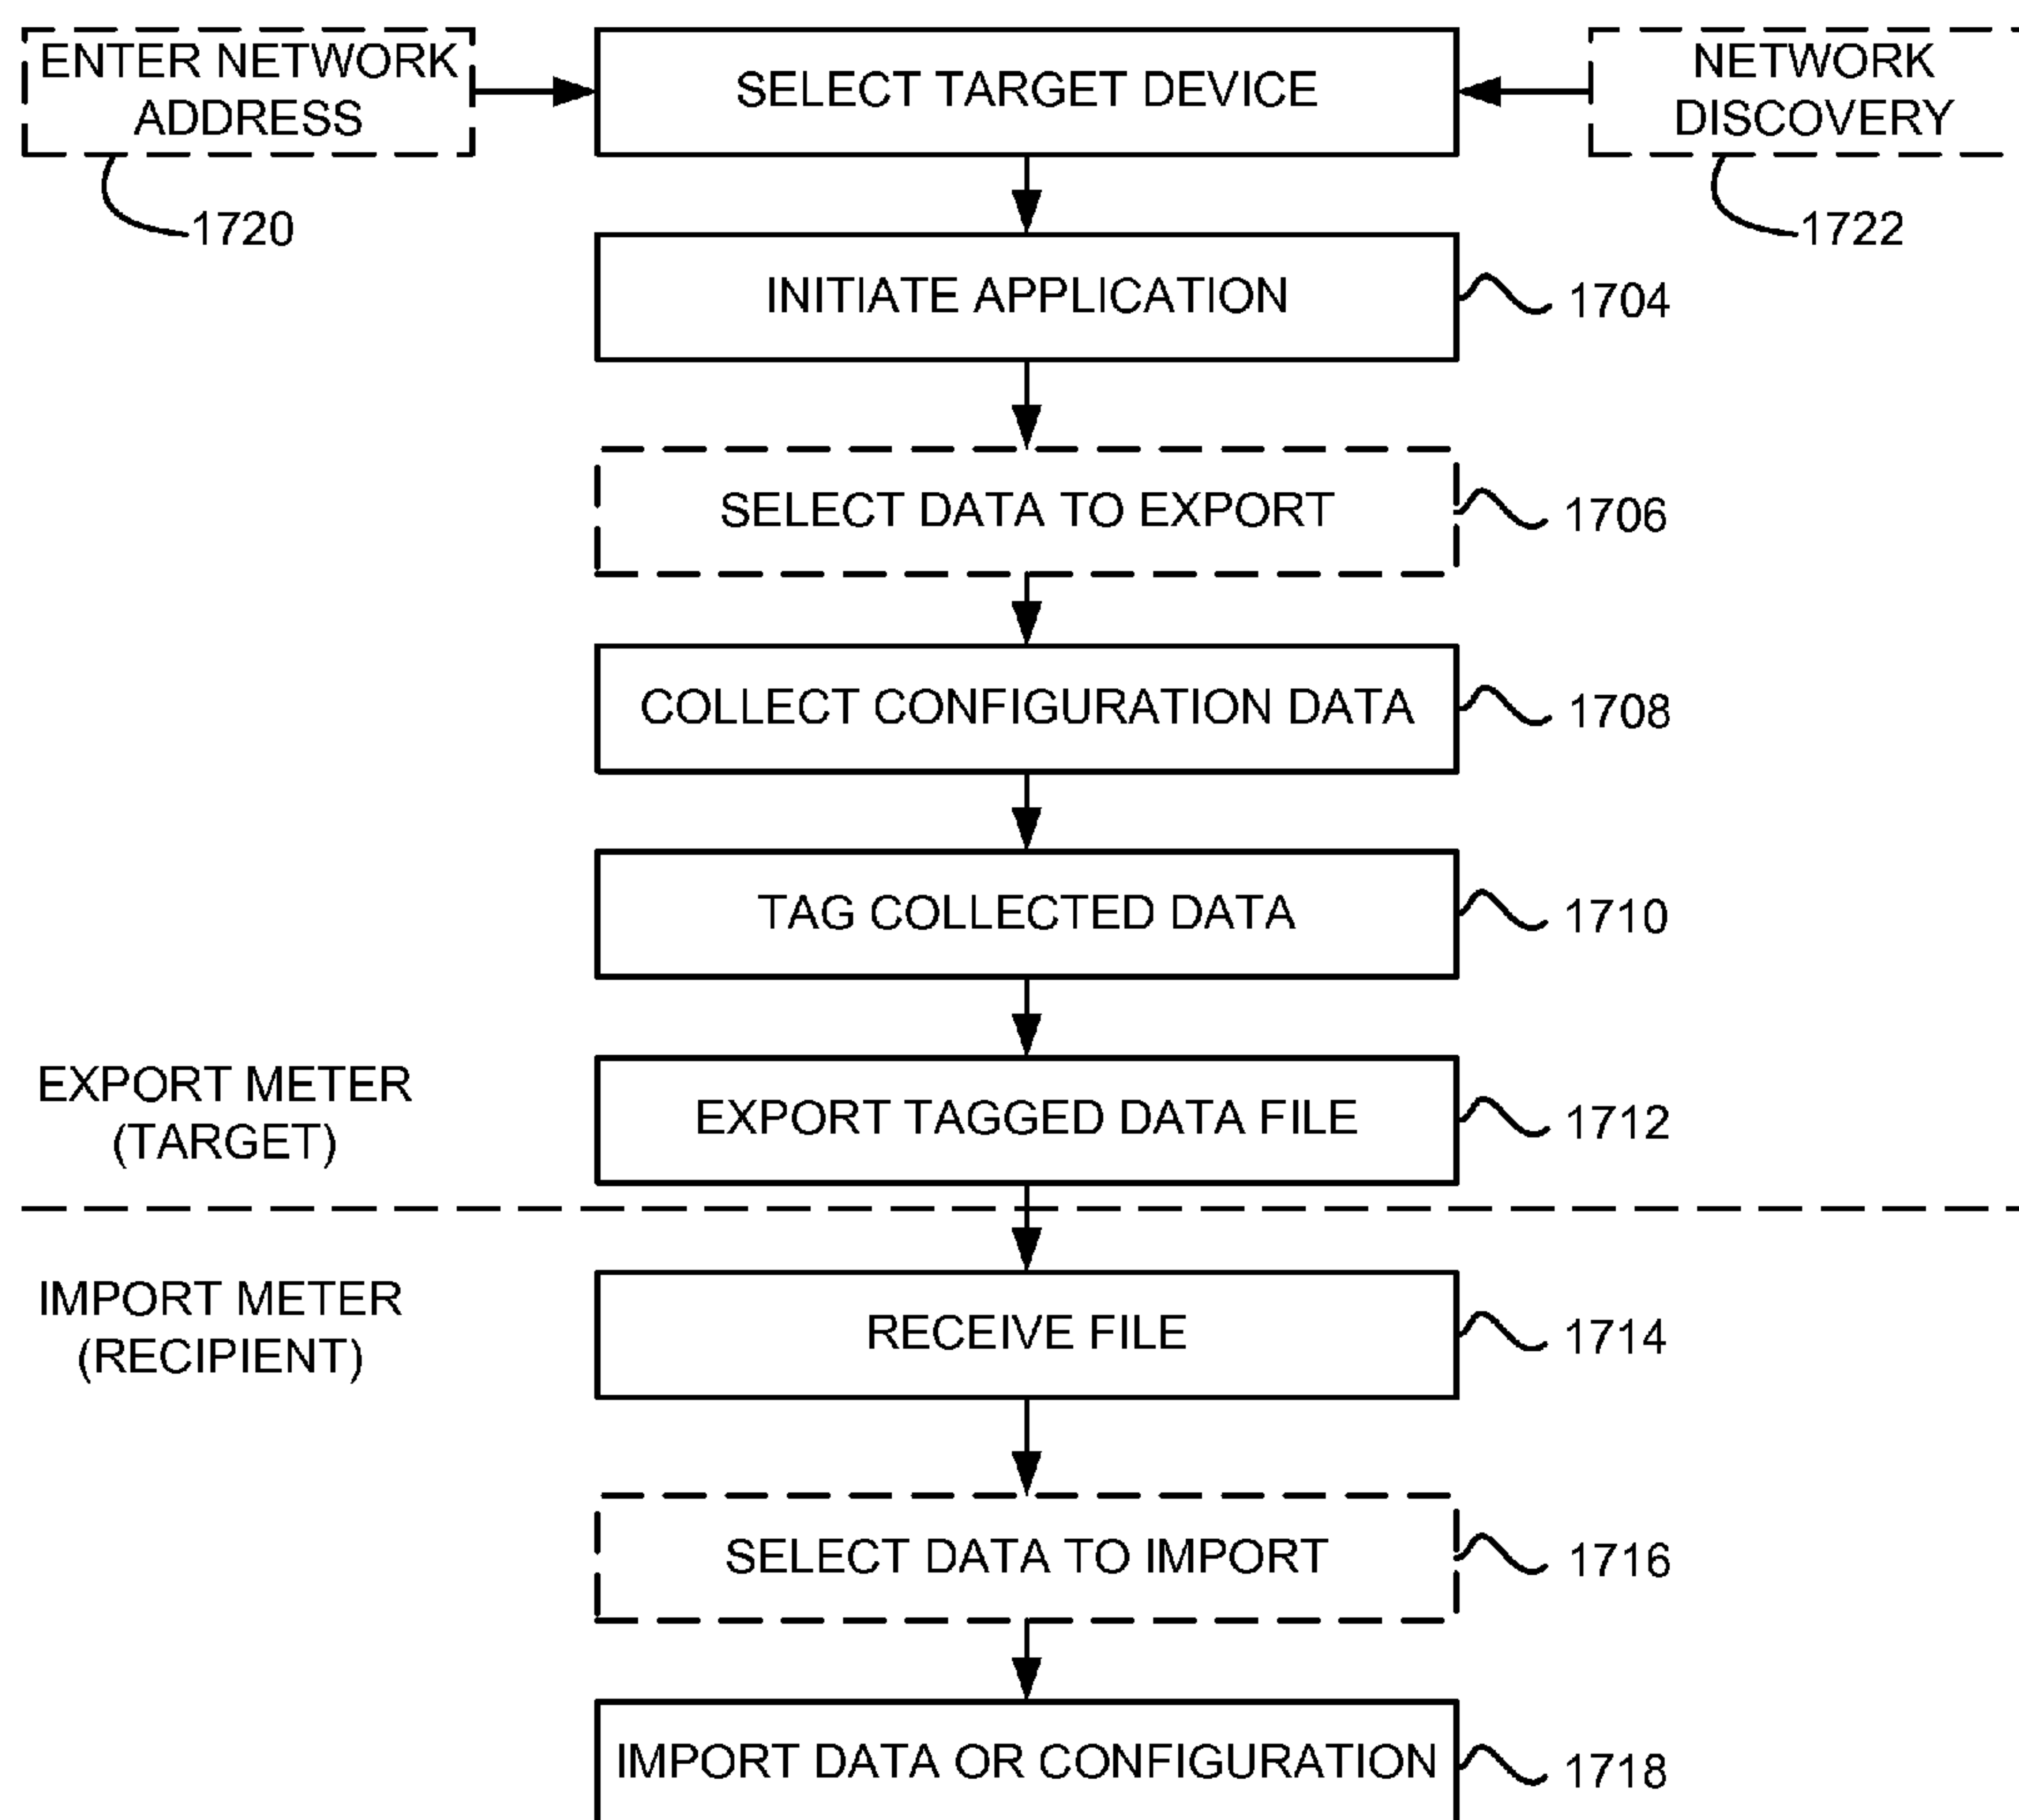 ENTER NETWORK
ADDRESS
SELECT TARGET DEVICE
NETWORK
DISCOVERY
1720
1722
INITIATE APPLICATION
1704
SELECT DATA TO EXPORT
1706
COLLECT CONFIGURATION DATA
1708
TAG COLLECTED DATA
1710
EXPORT METER
(TARGET)
EXPORT TAGGED DATA FILE
1712
IMPORT METER
(RECIPIENT)
RECEIVE FILE
1714
SELECT DATA TO IMPORT
1716
IMPORT DATA OR CONFIGURATION
1718